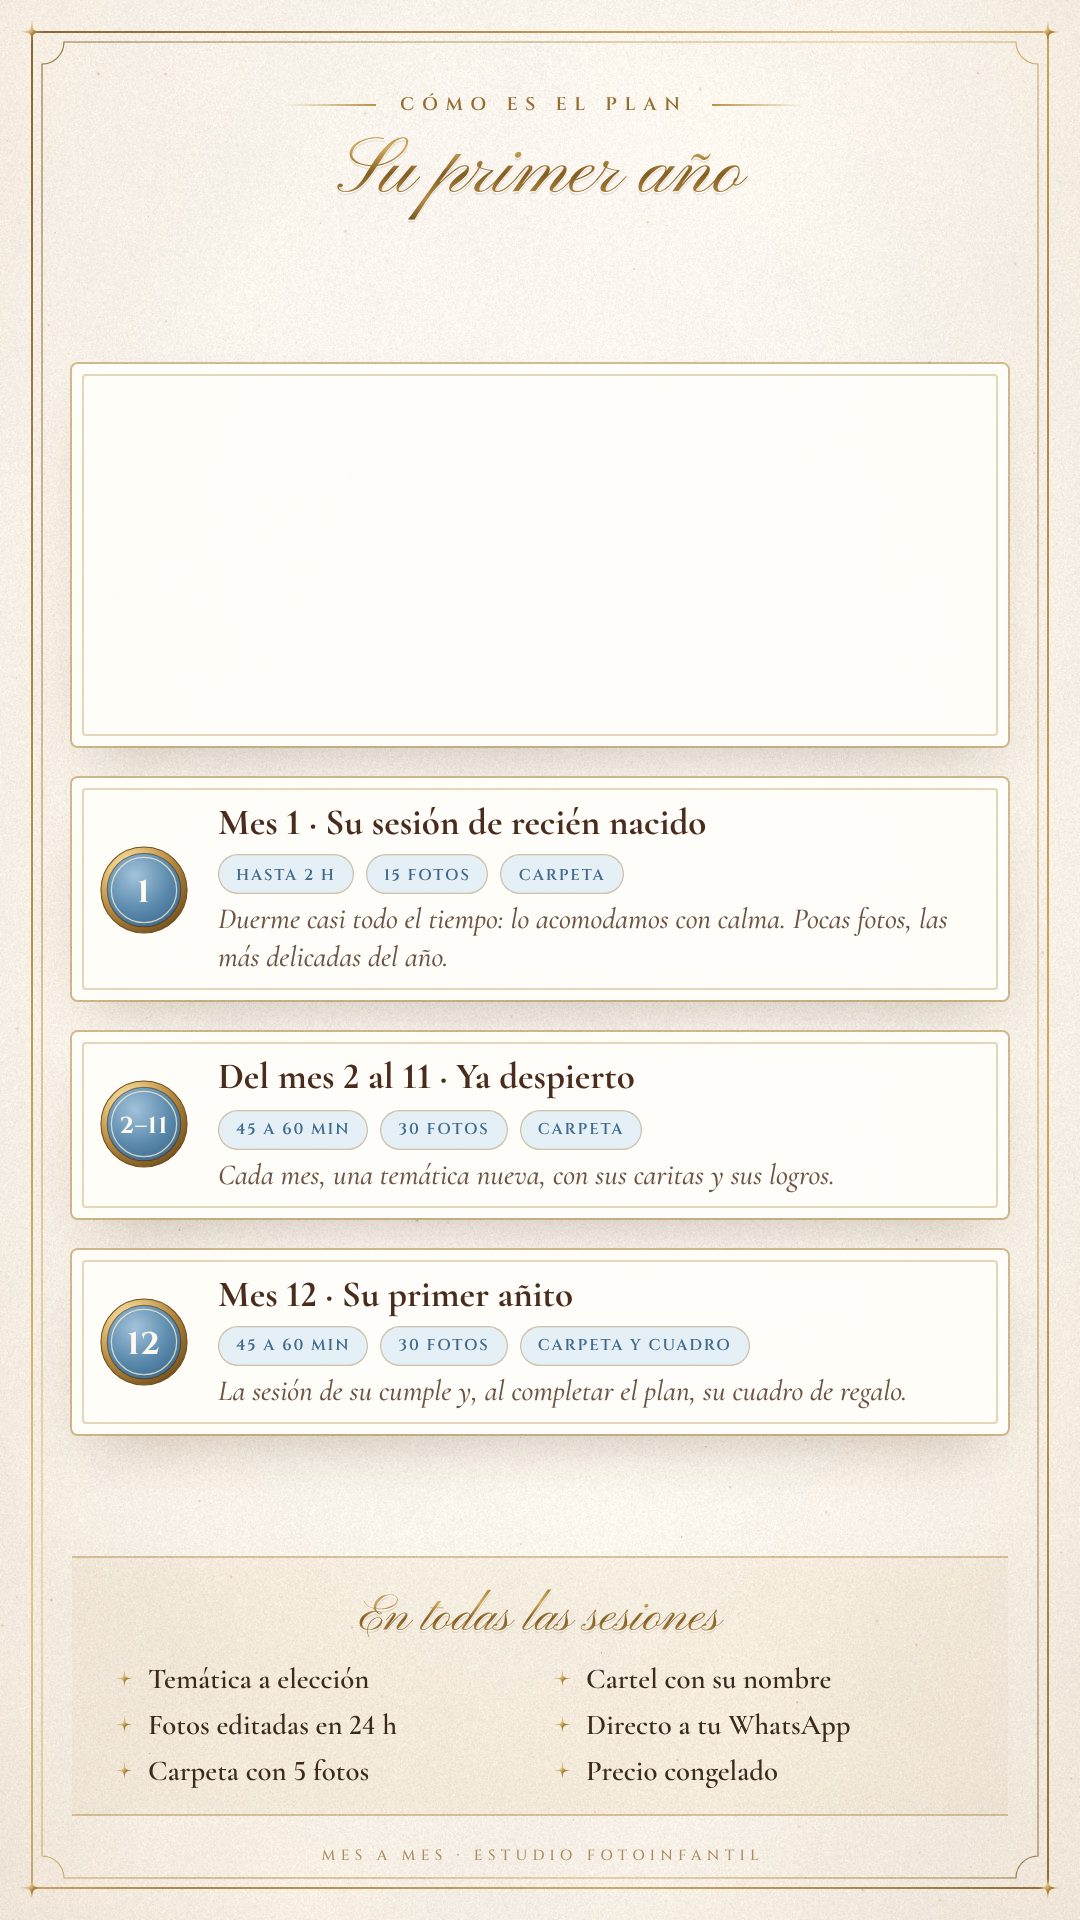 CÓMO ES EL PLAN
Su primer año
Mes 1 · Su sesión de recién nacido
HASTA 2 H
15 FOTOS
CARPETA
1
Duerme casi todo el tiempo: lo acomodamos con calma. Pocas fotos, las
más delicadas del año.
Del mes 2 al 11 · Ya despierto
45 A 60 MIN
30 FOTOS
CARPETA
2–11
Cada mes, una temática nueva, con sus caritas y sus logros.
Mes 12 · Su primer añito
45 A 60 MIN
30 FOTOS
CARPETA Y CUADRO
12
La sesión de su cumple y, al completar el plan, su cuadro de regalo.
En todas las sesiones
Temática a elección
Cartel con su nombre
Fotos editadas en 24 h
Directo a tu WhatsApp
Carpeta con 5 fotos
Precio congelado
MES A MES · ESTUDIO FOTOINFANTIL